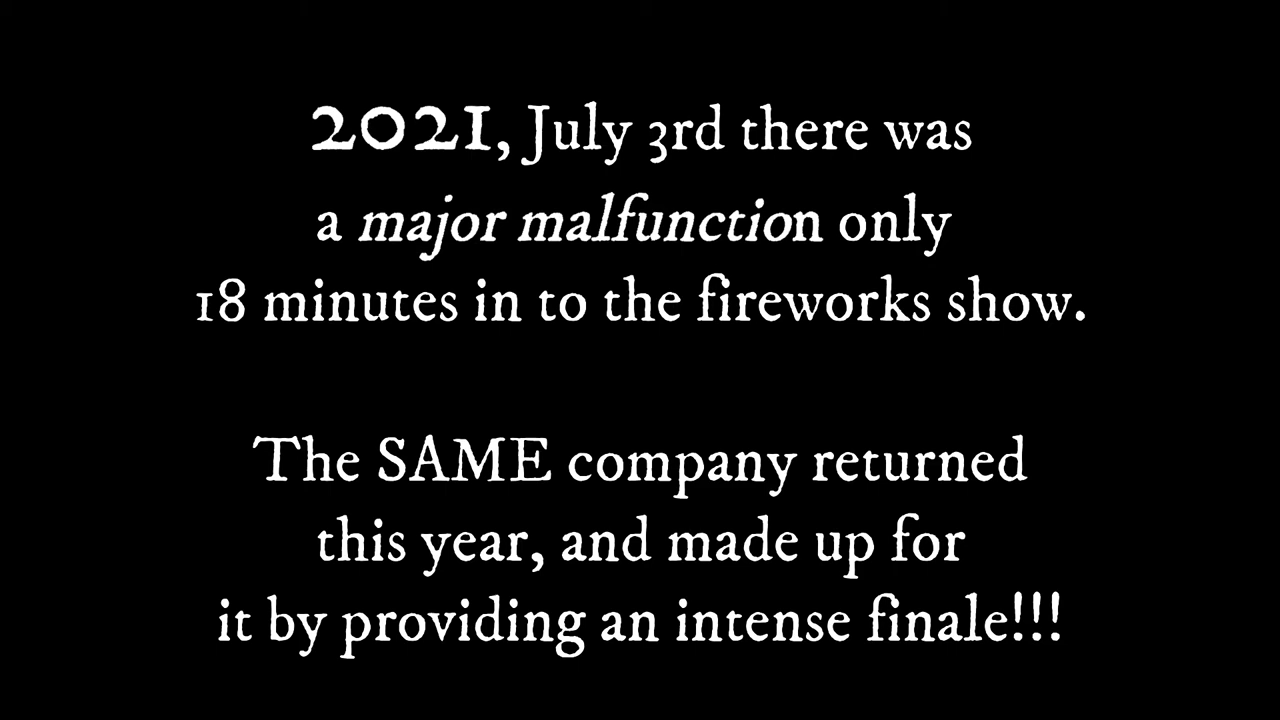 2021, July 3rd there was
a major malfunction only
18 minutes in to the fireworks show.
The SAME company returned
this year, and made up for
it by providing an intense finale!!!